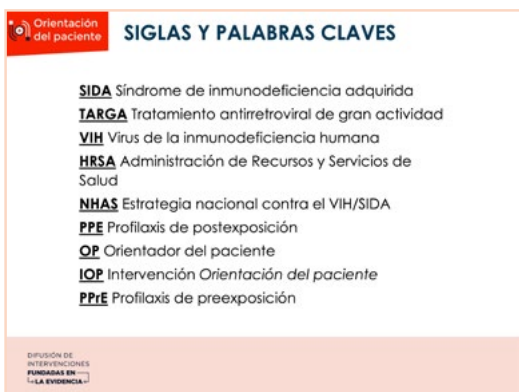 Orientación
del paciente
SIGLAS Y PALABRAS CLAVES
SIDA Síndrome de inmunodeficiencia adquirida
TARGA Tratamiento antirretroviral de gran actividad
VIH Virus de la inmunodeficiencia humana
HRSA Administración de Recursos y Servicios de
Salud
NHAS Estrategia nacional contra el VIH/SIDA
PPE Profilaxis de postexposición
OP Orientador del paciente
IOP Intervención Orientación del paciente
PPrE Profilaxis de preexposición
DIFUSIÓN DE
INTERVENCIONES
FUNDADAS EN
LA EVIDENCIA